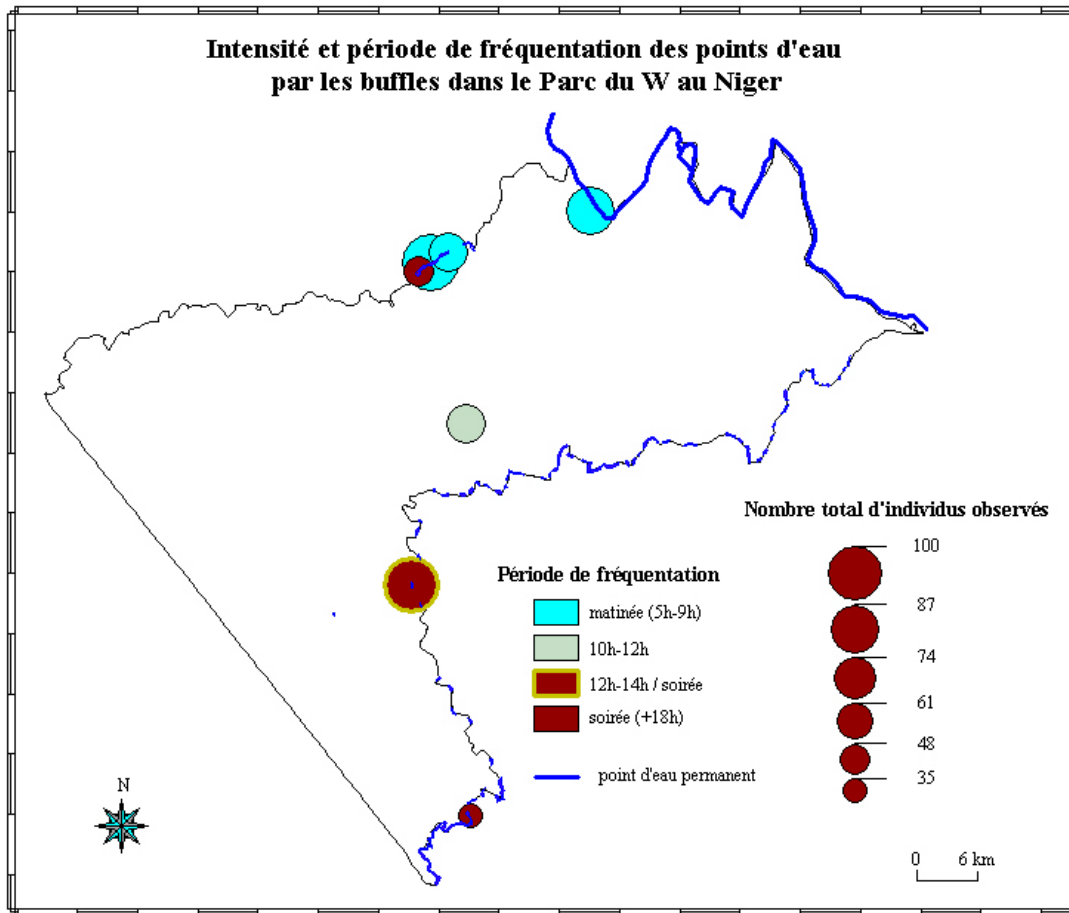 Intensité et période de fréquentation des points d'eau
par les buffles dans le Parc du W au Niger
Nombre total d'individus observés
100
87
74
61
48
35
Période de fréquentation
matinée (5h-9h)
10h-12h
12h-14h / soirée
soirée (+18h)
point d'eau permanent
N
0 6 km